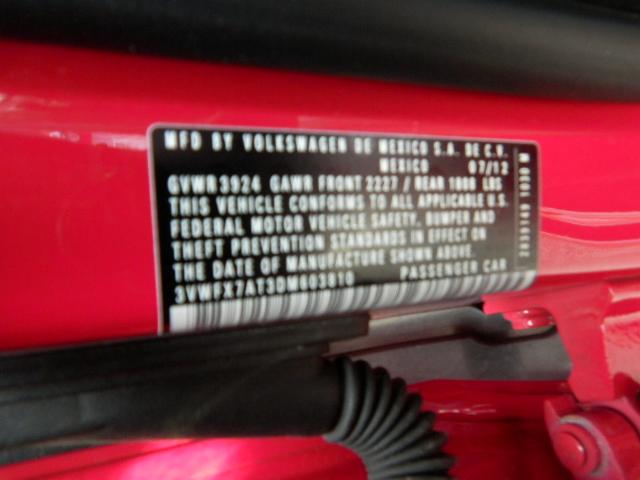 MFD BY VOLKSWAGEN DE MEXICO S.A. DE C.V.
MEXICO 07/12
GVWR 3924 GAWR FRONT 2227 / REAR 1808 LBS
THIS VEHICLE CONFORMS TO ALL APPLICABLE U.S.
FEDERAL MOTOR VEHICLE SAFETY, BUMPER AND
THEFT PREVENTION STANDARDS IN EFFECT ON
THE DATE OF MANUFACTURE SHOWN ABOVE.
3VWFX7AT3DM603810 PASSENGER CAR